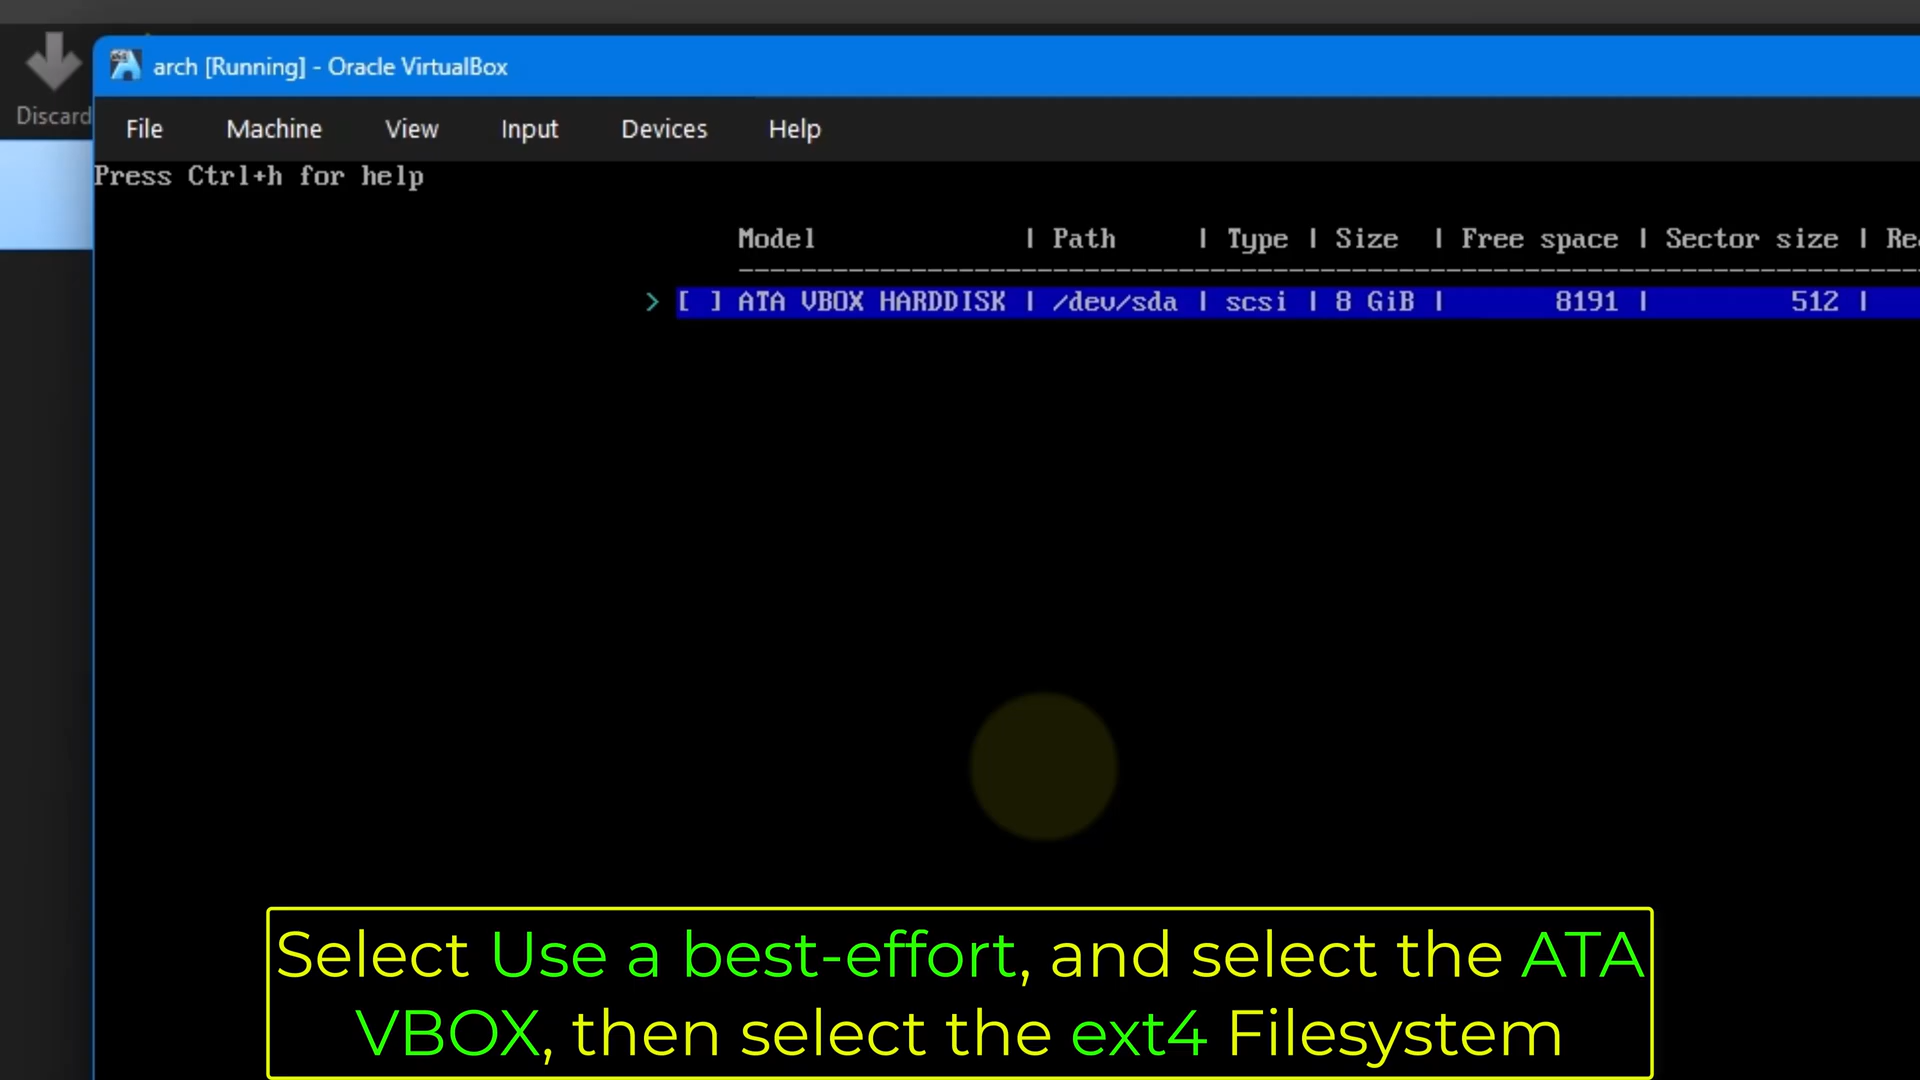 arch [Running] - Oracle VirtualBox
Discard
File Machine View Input Devices Help
Press Ctrl+h for help
Model | Path | Type | Size | Free space | Sector size | Rea
> [ ] ATA VBOX HARDDISK | /dev/sda | scsi | 8 GiB | 8191 | 512 |
Select Use a best-effort, and select the ATA
VBOX, then select the ext4 Filesystem